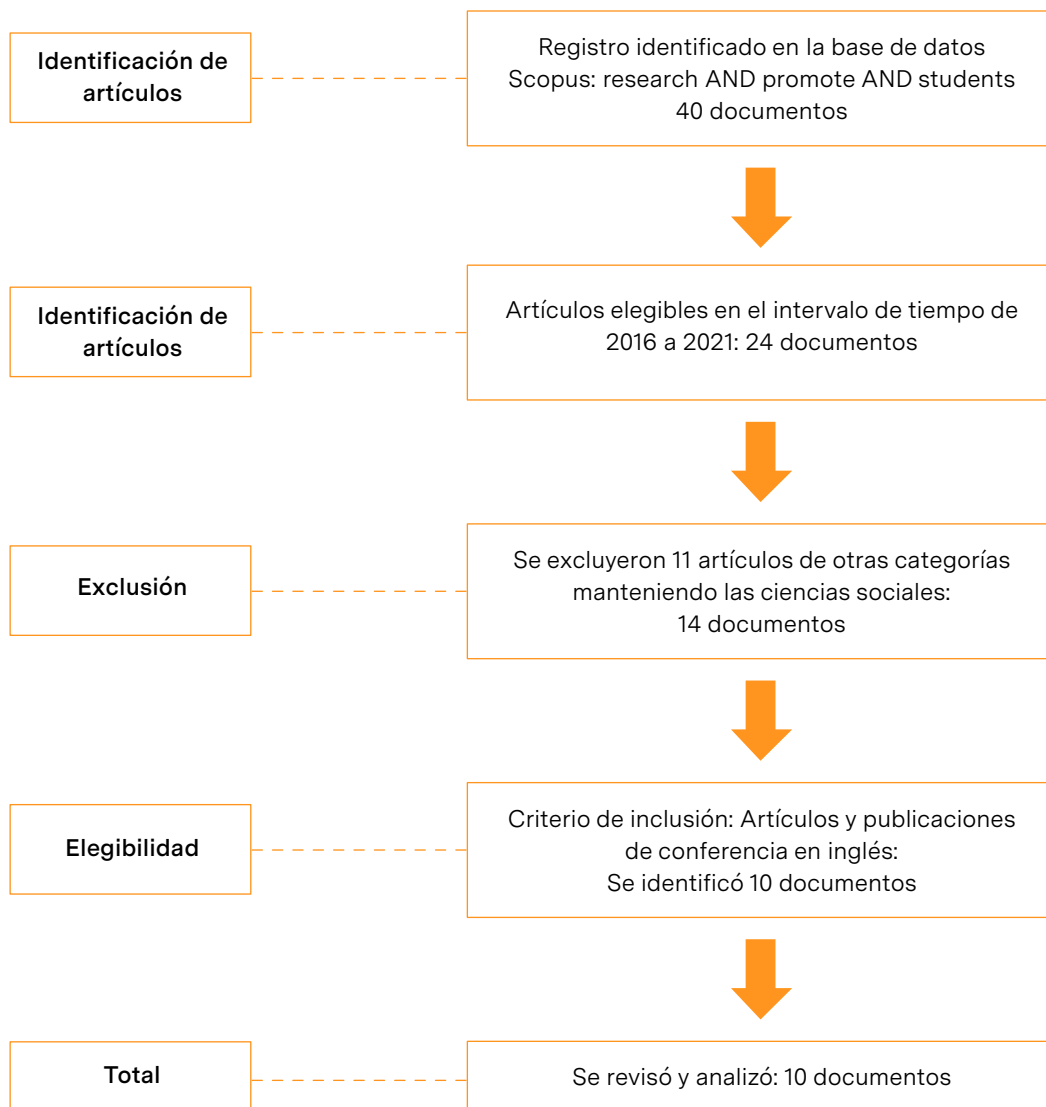 Identificación de
artículos
Registro identificado en la base de datos
Scopus: research AND promote AND students
40 documentos
Identificación de
artículos
Artículos elegibles en el intervalo de tiempo de
2016 a 2021: 24 documentos
Exclusión
Se excluyeron 11 artículos de otras categorías
manteniendo las ciencias sociales:
14 documentos
Elegibilidad
Criterio de inclusión: Artículos y publicaciones
de conferencia en inglés:
Se identificó 10 documentos
Total
Se revisó y analizó: 10 documentos